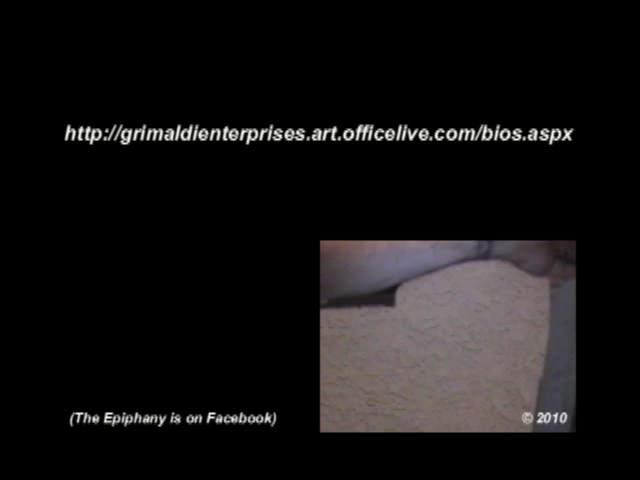 http://grimaldienterprises.art.officelive.com/bios.aspx
(The Epiphany is on Facebook)
© 2010